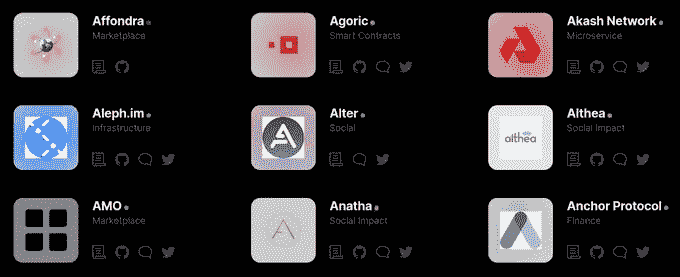 Affondra
Marketplace
Agoric
Smart Contracts
Akash Network
Microservice
Aleph.im
Infrastructure
Alter
Social
althea
Althea
Social Impact
AMO
Marketplace
Anatha
Social Impact
Anchor Protocol
Finance